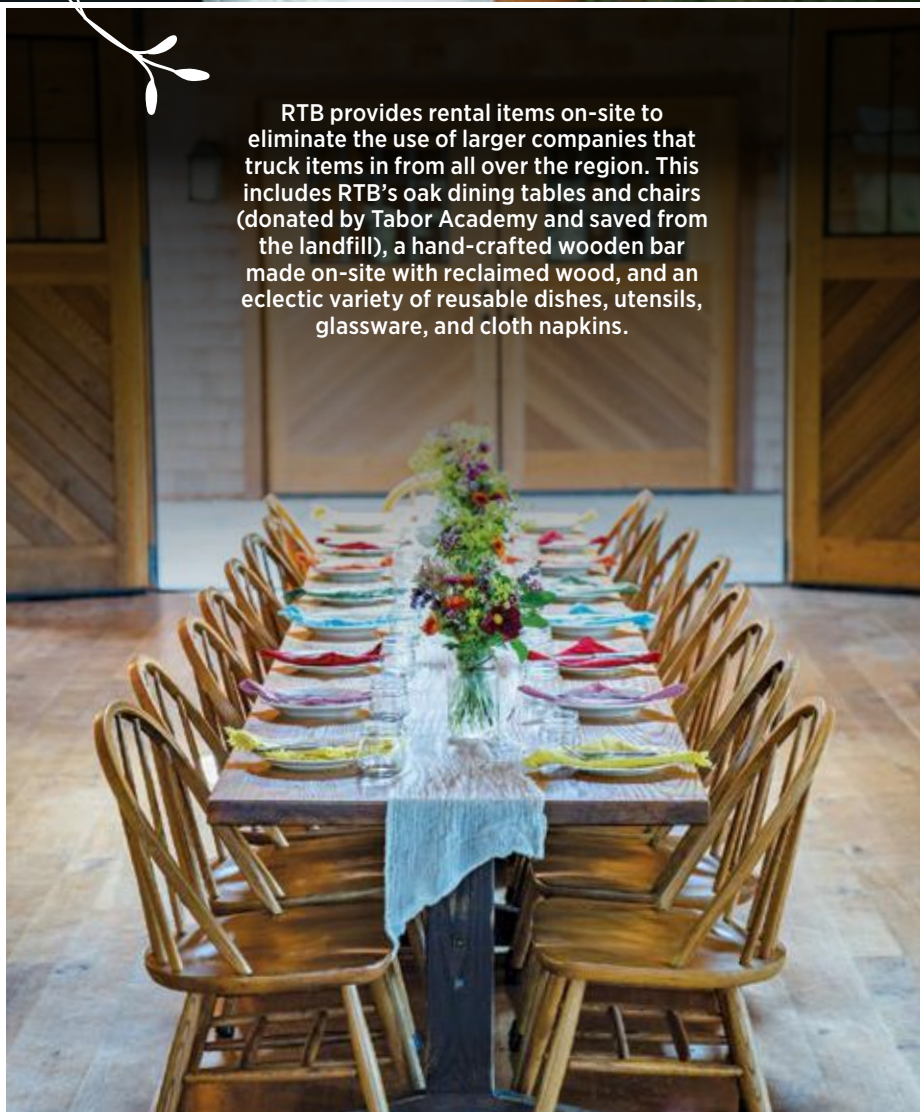 RTB provides rental items on-site to
eliminate the use of larger companies that
truck items in from all over the region. This
includes RTB’s oak dining tables and chairs
(donated by Tabor Academy and saved from
the landfill), a hand-crafted wooden bar
made on-site with reclaimed wood, and an
eclectic variety of reusable dishes, utensils,
glassware, and cloth napkins.